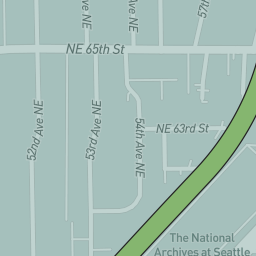 57th
NE 65th St
52nd Ave NE
53rd Ave NE
54th Ave NE
NE 63rd St
The National
Archives at Seattle